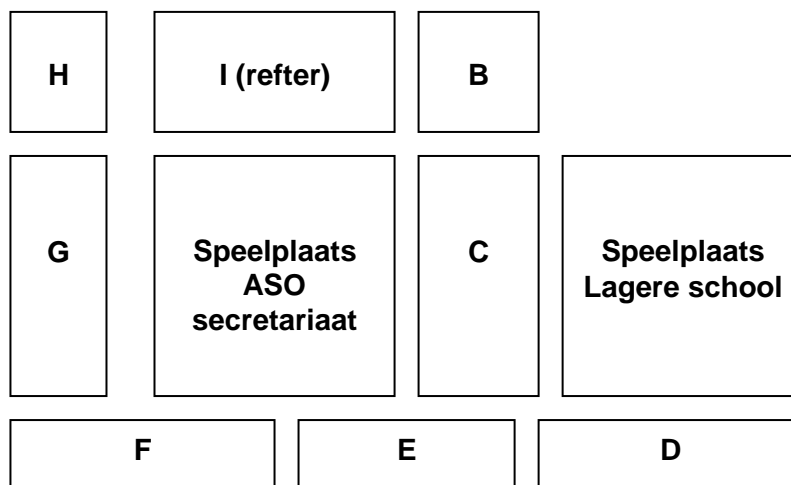 H
I (refter)
B
G
Speelplaats
ASO
secretariaat
C
Speelplaats
Lagere school
F
E
D